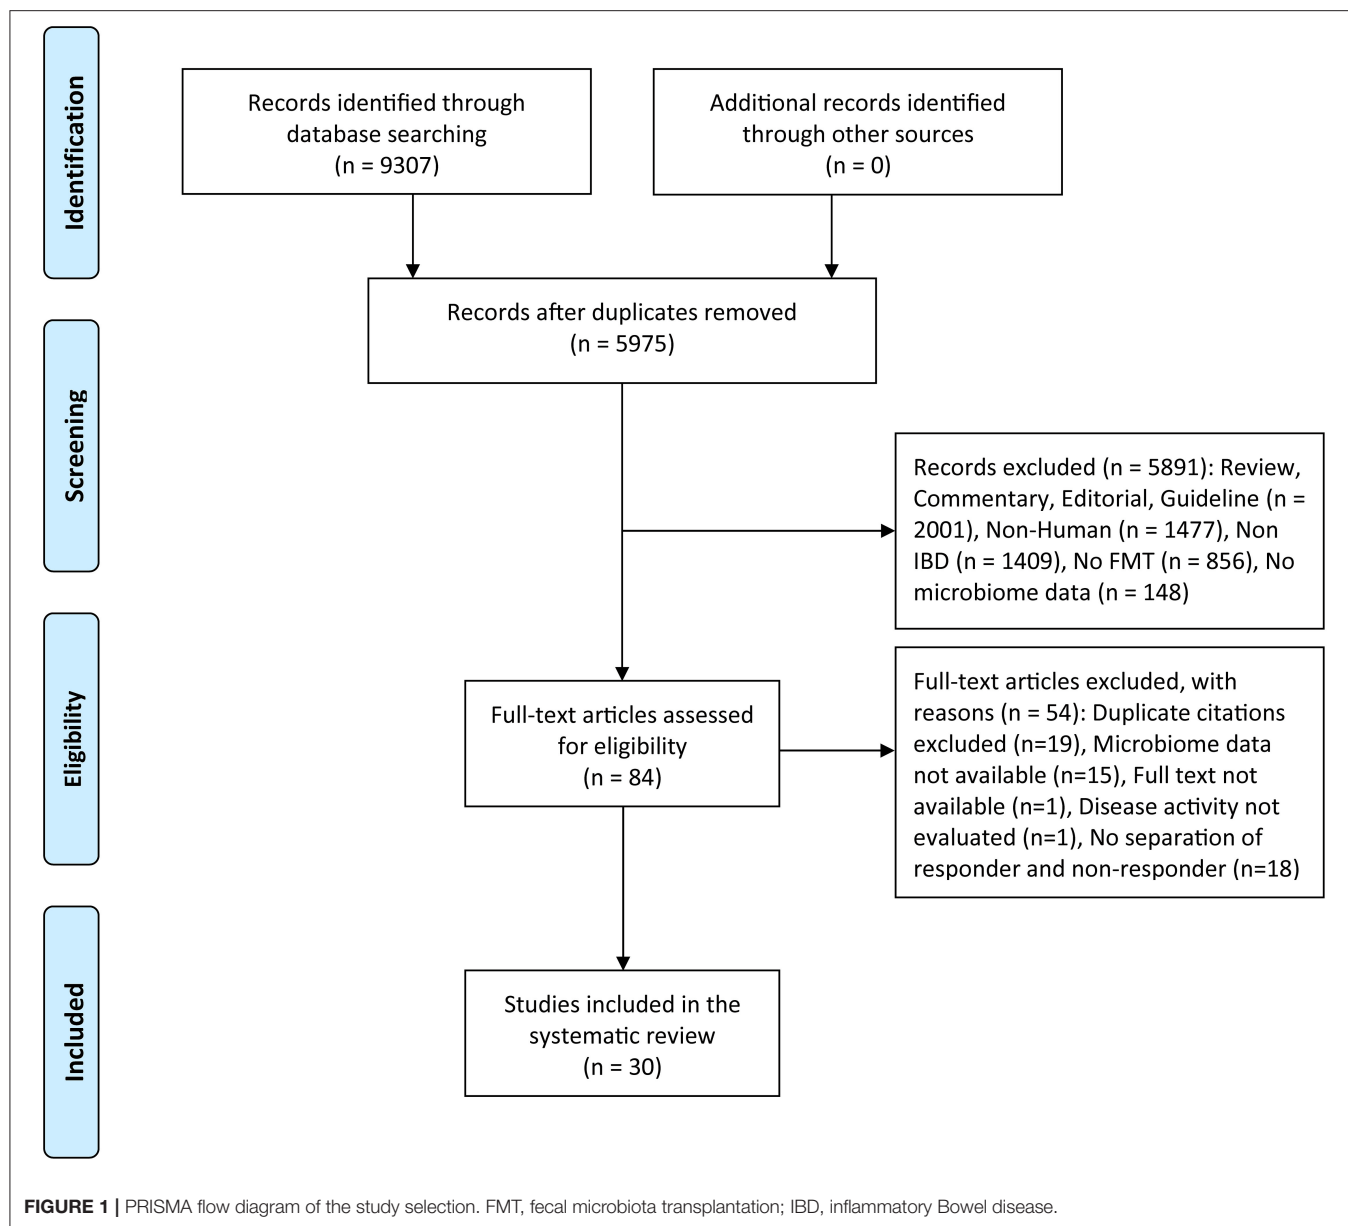 Identification
Records identified through
database searching
(n = 9307)
Additional records identified
through other sources
(n = 0)
Records after duplicates removed
(n = 5975)
Screening
Records excluded (n = 5891): Review,
Commentary, Editorial, Guideline (n =
2001), Non-Human (n = 1477), Non
IBD (n = 1409), No FMT (n = 856), No
microbiome data (n = 148)
Eligibility
Full-text articles assessed
for eligibility
(n = 84)
Full-text articles excluded, with
reasons (n = 54): Duplicate citations
excluded (n=19), Microbiome data
not available (n=15), Full text not
available (n=1), Disease activity not
evaluated (n=1), No separation of
responder and non-responder (n=18)
Included
Studies included in the
systematic review
(n = 30)
FIGURE 1 | PRISMA flow diagram of the study selection. FMT, fecal microbiota transplantation; IBD, inflammatory Bowel disease.